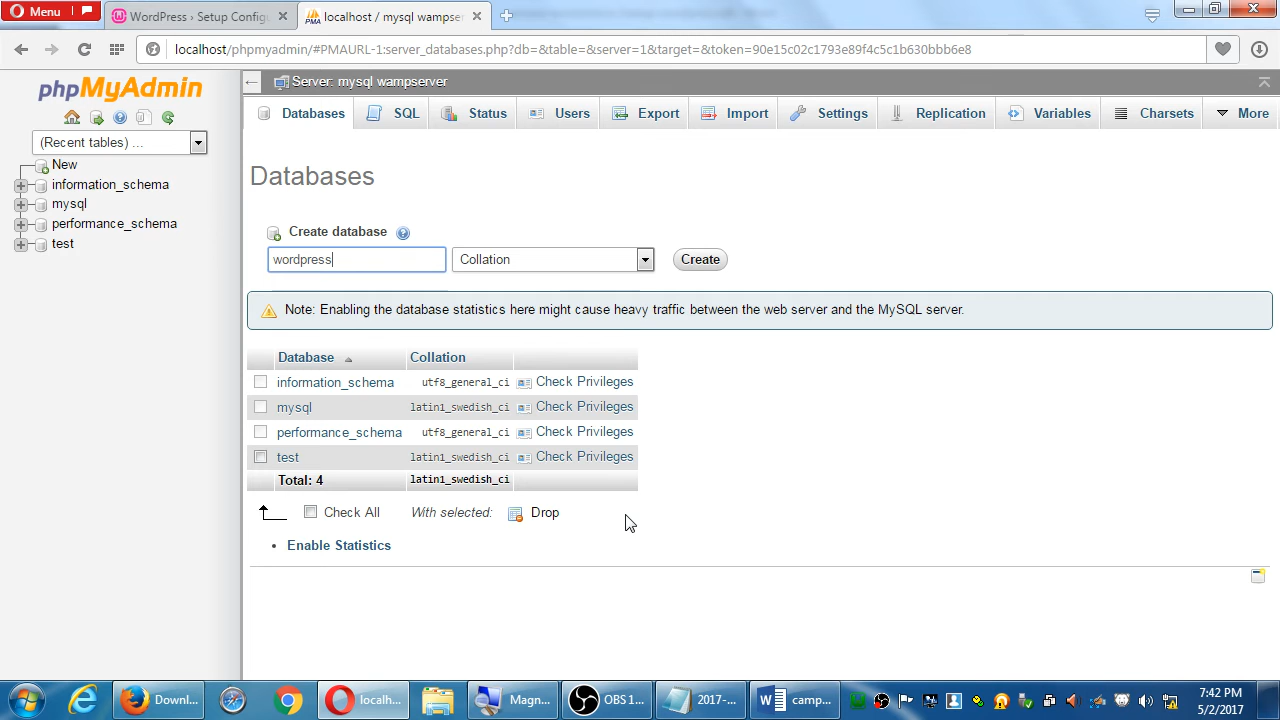 Menu
WordPress › Setup Configu
localhost / mysql wampser
localhost/phpmyadmin/#PMAURL-1:server_databases.php?db=&table=&server=1&target=&token=90e15c02c1793e89f4c5c1b630bbb6e8
phpMyAdmin
(Recent tables) ...
New
information_schema
mysql
performance_schema
test
Server: mysql wampserver
Databases
SQL
Status
Users
Export
Import
Settings
Replication
Variables
Charsets
More
Databases
Create database
wordpress
Collation
Create
Note: Enabling the database statistics here might cause heavy traffic between the web server and the MySQL server.
Database Collation
information_schema utf8_general_ci Check Privileges
mysql latin1_swedish_ci Check Privileges
performance_schema utf8_general_ci Check Privileges
test latin1_swedish_ci Check Privileges
Total: 4 latin1_swedish_ci
Check All With selected: Drop
Enable Statistics
Downl...
localh...
Magn...
OBS 1...
2017-...
camp...
7:42 PM
5/2/2017